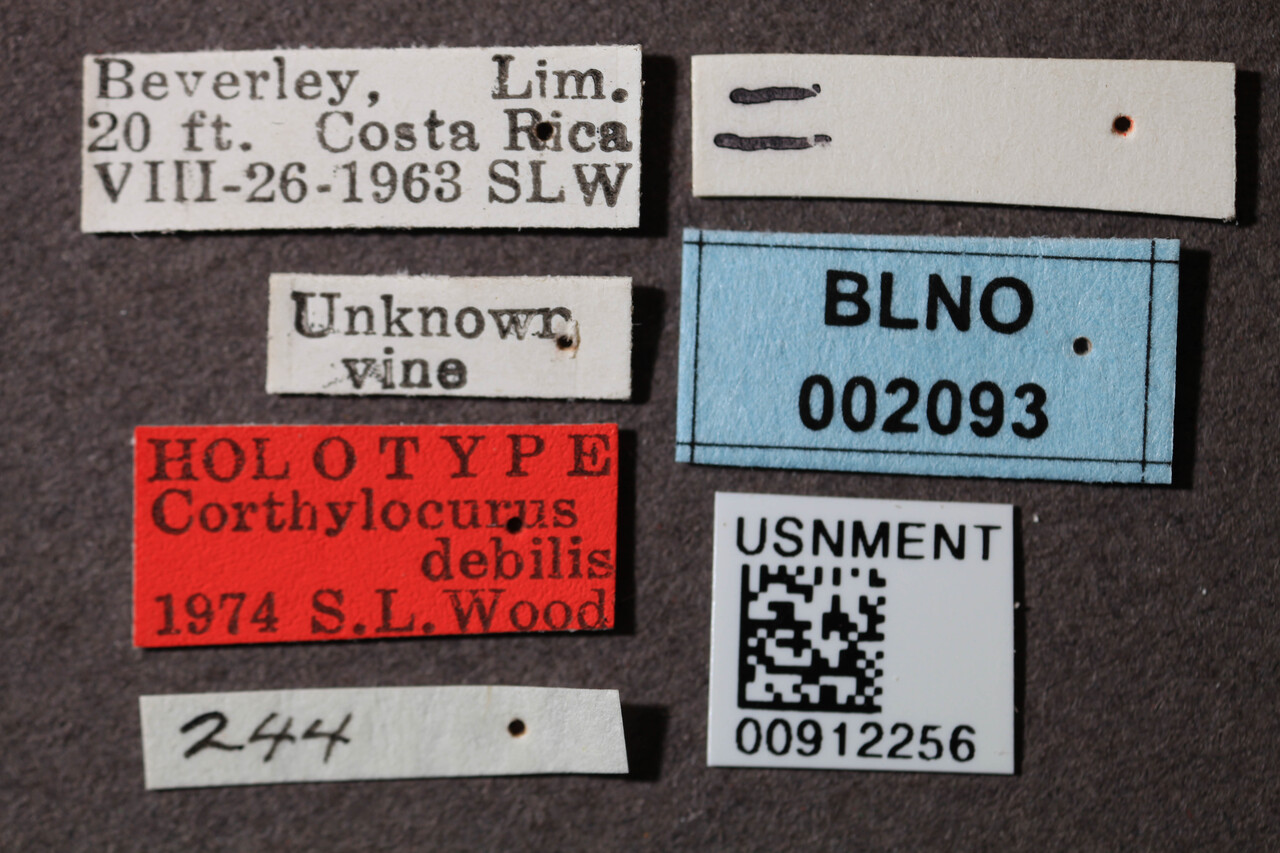 Beverley, Lim.
20 ft. Costa Rica
VIII-26-1963 SLW
Unknown
vine
HOLOTYPE
Corthylocurus
debilis
1974 S.L. Wood
244
BLNO
002093
USNMENT
00912256